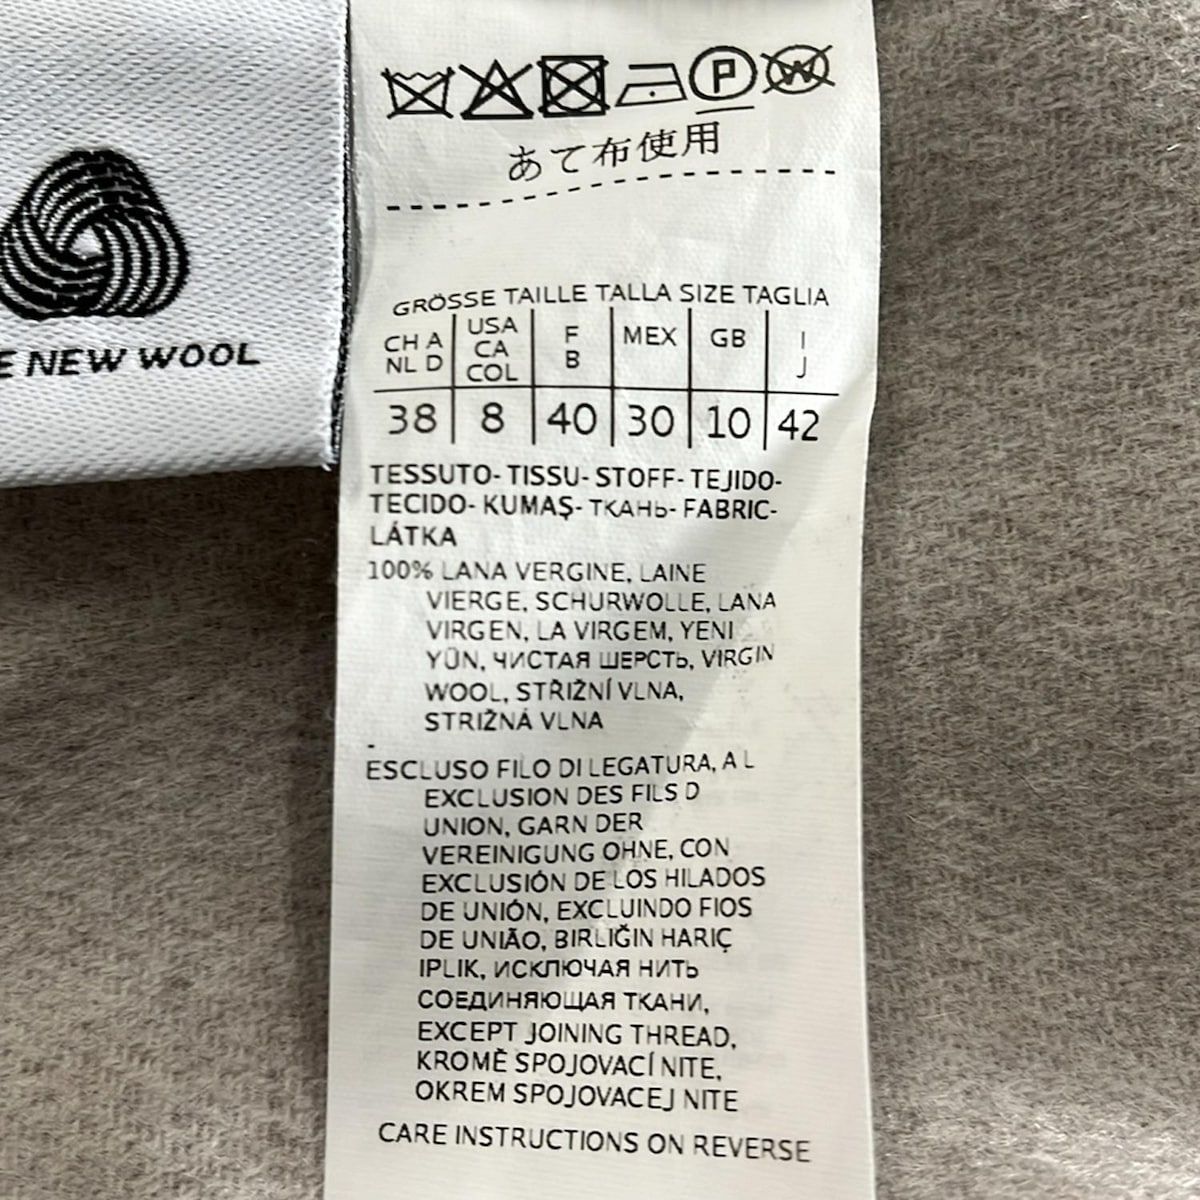 E NEW WOOL
P W
あて布使用
GRÖSSE TAILLE TALLA SIZE TAGLIA
CH A NL D USA CA COL F B MEX GB I J
38 8 40 30 10 42
TESSUTO- TISSU- STOFF- TEJIDO-
TECIDO- KUMAŞ- ТКАНЬ- FABRIC-
LÁTKA
100% LANA VERGINE, LAINE
VIERGE, SCHURWOLLE, LANA
VIRGEN, LA VIRGEM, YENI
YÜN, ЧИСТАЯ ШЕРСТЬ, VIRGIN
WOOL, STŘIŽNÍ VLNA,
STRIŽNÁ VLNA
-
ESCLUSO FILO DI LEGATURA, A L
EXCLUSION DES FILS D
UNION, GARN DER
VEREINIGUNG OHNE, CON
EXCLUSIÓN DE LOS HILADOS
DE UNIÓN, EXCLUINDO FIOS
DE UNIÃO, BIRLIĞIN HARIÇ
IPLIK, ИСКЛЮЧАЯ НИТЬ
СОЕДИНЯЮЩАЯ ТКАНИ,
EXCEPT JOINING THREAD,
KROMĚ SPOJOVACÍ NITE,
OKREM SPOJOVACEJ NITE
CARE INSTRUCTIONS ON REVERSE